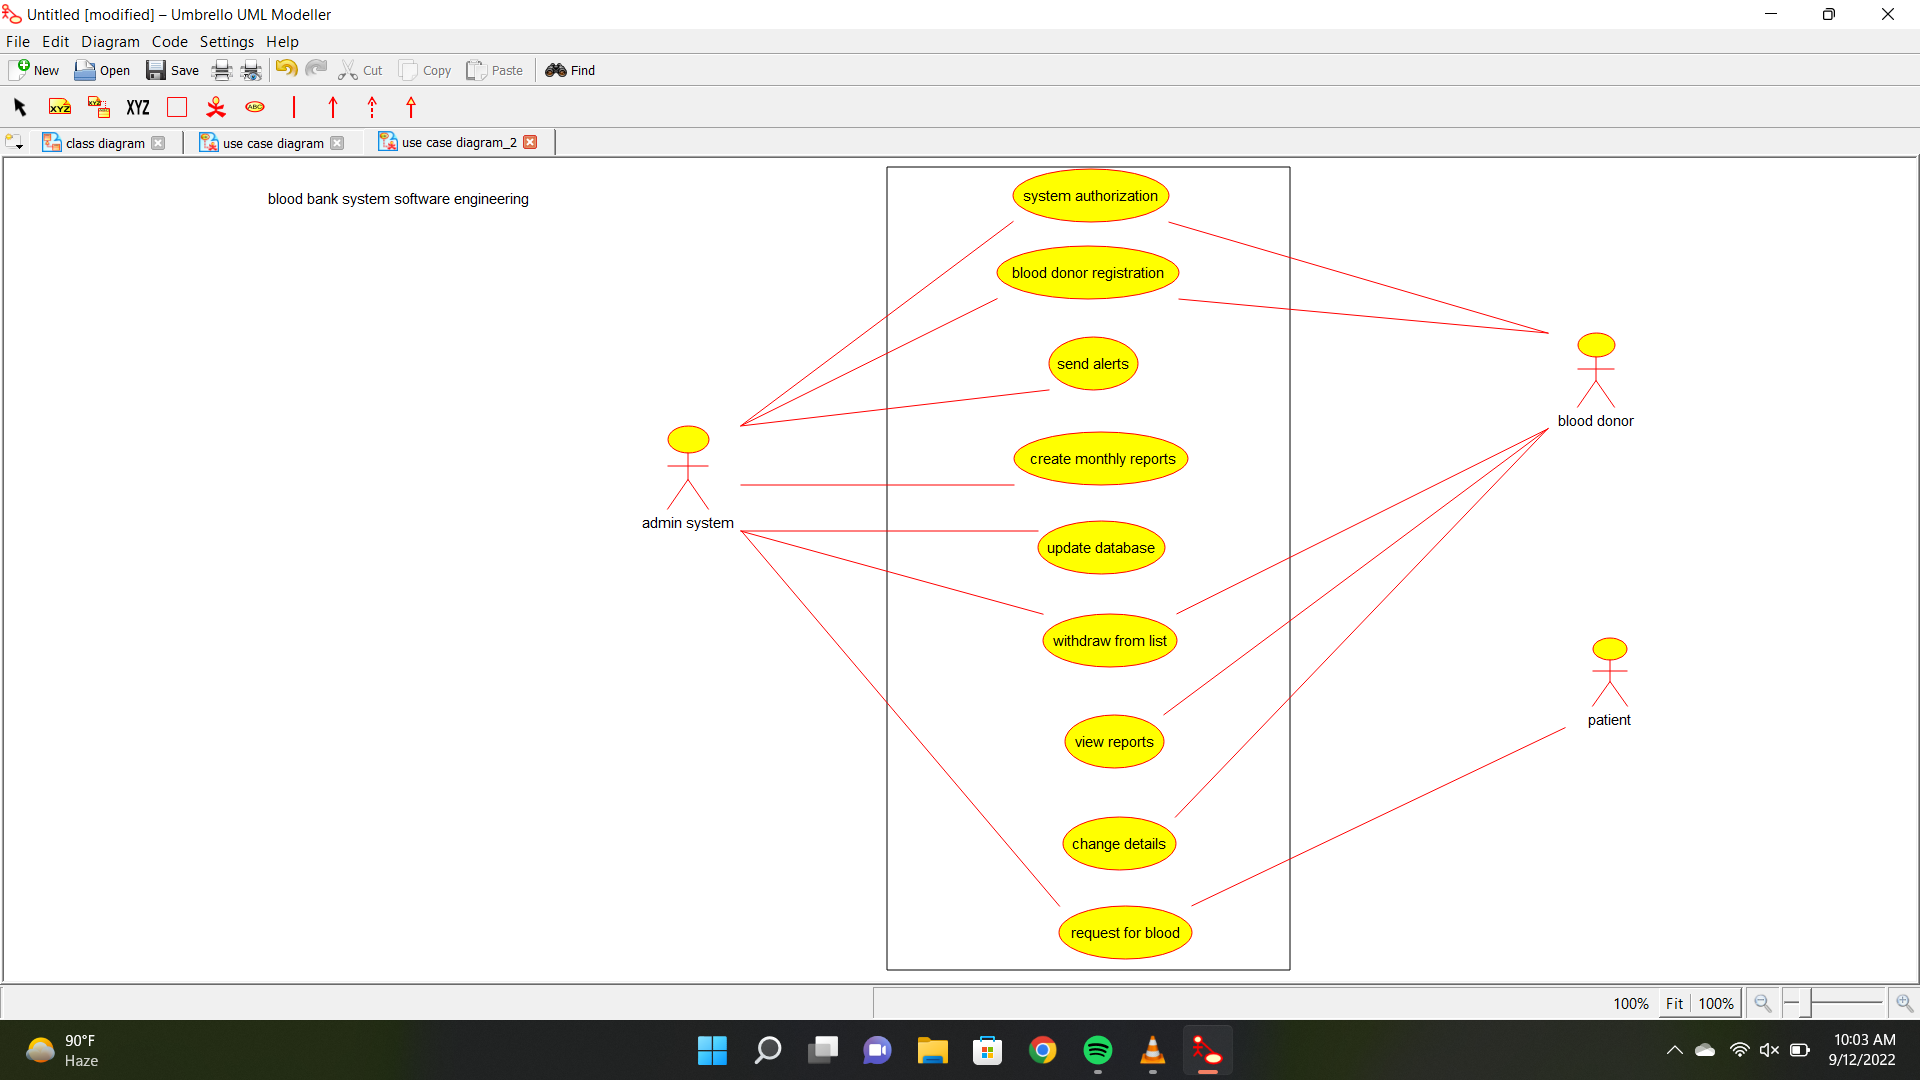 Untitled [modified] – Umbrello UML Modeller
File Edit Diagram Code Settings Help
New Open Save Cut Copy Paste Find
XYZ XYZ XYZ ABC
class diagram use case diagram use case diagram_2
blood bank system software engineering
system authorization
blood donor registration
send alerts
blood donor
create monthly reports
admin system
update database
withdraw from list
patient
view reports
change details
request for blood
100% Fit 100%
90°F
Haze
10:03 AM
9/12/2022